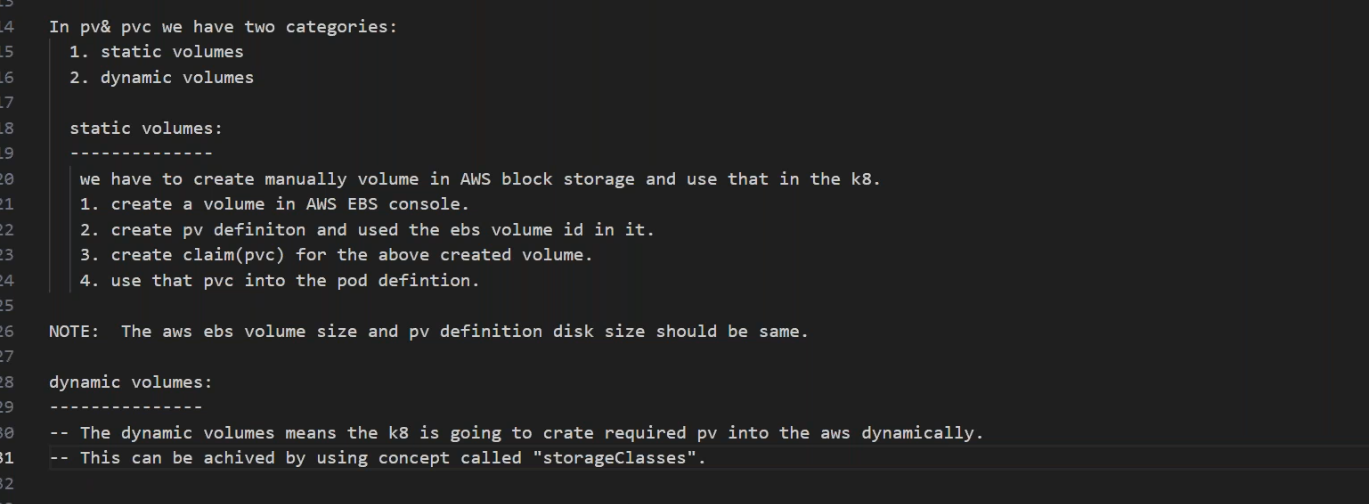 14 In pv& pvc we have two categories:
15 1. static volumes
16 2. dynamic volumes
17
18 static volumes:
19 --------------
20 we have to create manually volume in AWS block storage and use that in the k8.
21 1. create a volume in AWS EBS console.
22 2. create pv definiton and used the ebs volume id in it.
23 3. create claim(pvc) for the above created volume.
24 4. use that pvc into the pod defintion.
25
26 NOTE:  The aws ebs volume size and pv definition disk size should be same.
27
28 dynamic volumes:
29 ---------------
30 -- The dynamic volumes means the k8 is going to crate required pv into the aws dynamically.
31 -- This can be achived by using concept called "storageClasses".
32